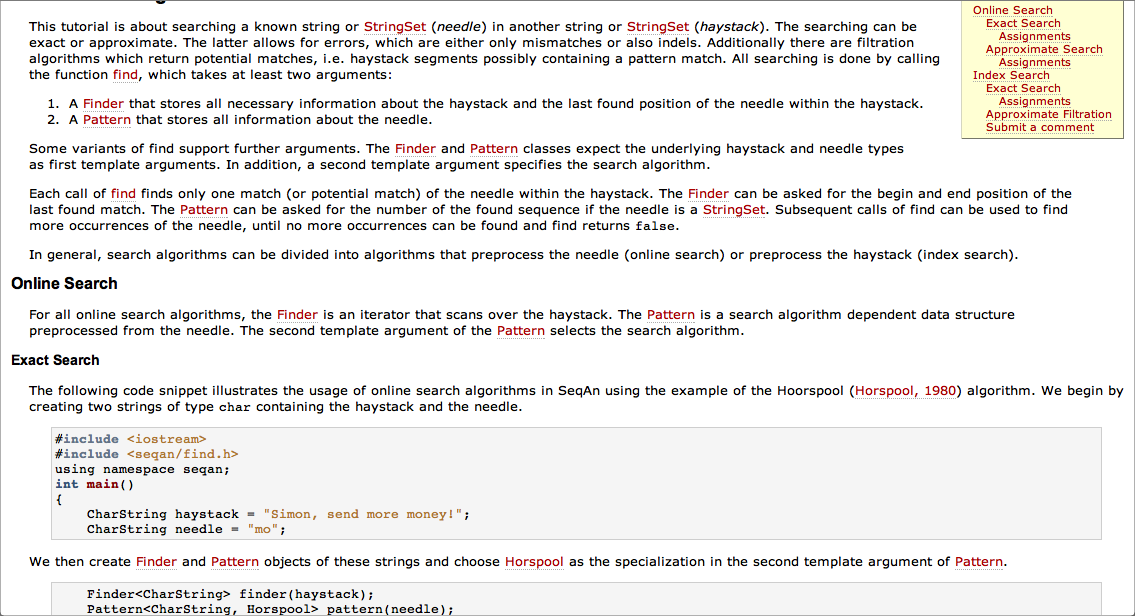 This tutorial is about searching a known string or StringSet (needle) in another string or StringSet (haystack). The searching can be
exact or approximate. The latter allows for errors, which are either only mismatches or also indels. Additionally there are filtration
algorithms which return potential matches, i.e. haystack segments possibly containing a pattern match. All searching is done by calling
the function find, which takes at least two arguments:
1. A Finder that stores all necessary information about the haystack and the last found position of the needle within the haystack.
2. A Pattern that stores all information about the needle.
Some variants of find support further arguments. The Finder and Pattern classes expect the underlying haystack and needle types
as first template arguments. In addition, a second template argument specifies the search algorithm.
Each call of find finds only one match (or potential match) of the needle within the haystack. The Finder can be asked for the begin and end position of the
last found match. The Pattern can be asked for the number of the found sequence if the needle is a StringSet. Subsequent calls of find can be used to find
more occurrences of the needle, until no more occurrences can be found and find returns false.
In general, search algorithms can be divided into algorithms that preprocess the needle (online search) or preprocess the haystack (index search).
Online Search
Exact Search
Assignments
Approximate Search
Assignments
Index Search
Exact Search
Assignments
Approximate Filtration
Submit a comment
Online Search
For all online search algorithms, the Finder is an iterator that scans over the haystack. The Pattern is a search algorithm dependent data structure
preprocessed from the needle. The second template argument of the Pattern selects the search algorithm.
Exact Search
The following code snippet illustrates the usage of online search algorithms in SeqAn using the example of the Hoorspool (Horspool, 1980) algorithm. We begin by
creating two strings of type char containing the haystack and the needle.
#include <iostream>
#include <seqan/find.h>
using namespace seqan;
int main()
{
CharString haystack = "Simon, send more money!";
CharString needle = "mo";
We then create Finder and Pattern objects of these strings and choose Horspool as the specialization in the second template argument of Pattern.
Finder<CharString> finder(haystack);
Pattern<CharString, Horspool> pattern(needle);